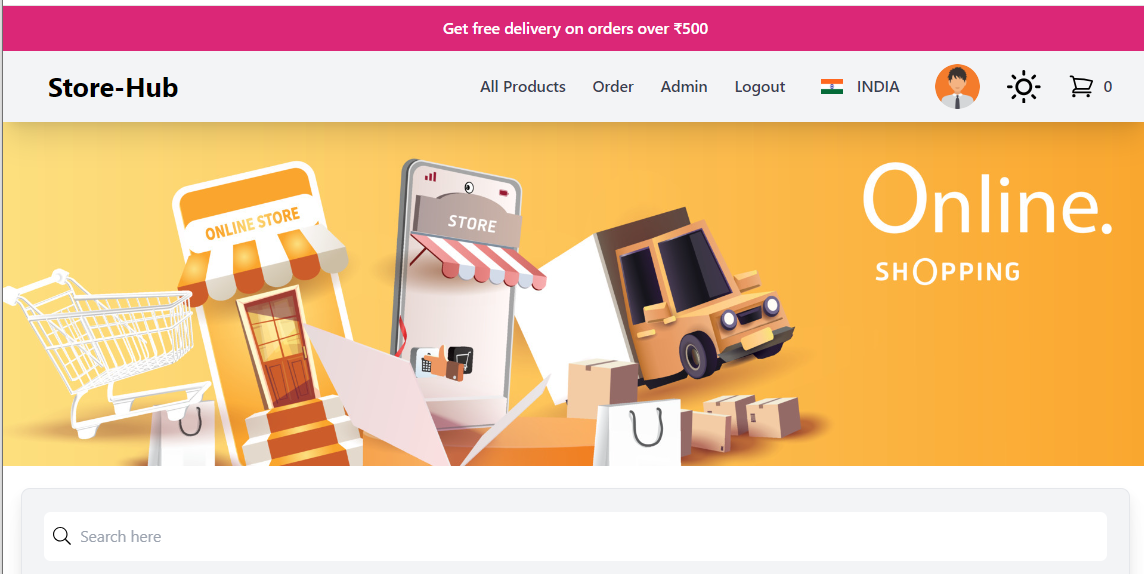 Get free delivery on orders over ₹500
Store-Hub
All Products
Order
Admin
Logout
INDIA
0
ONLINE STORE
STORE
Online.
SHOPPING
Search here